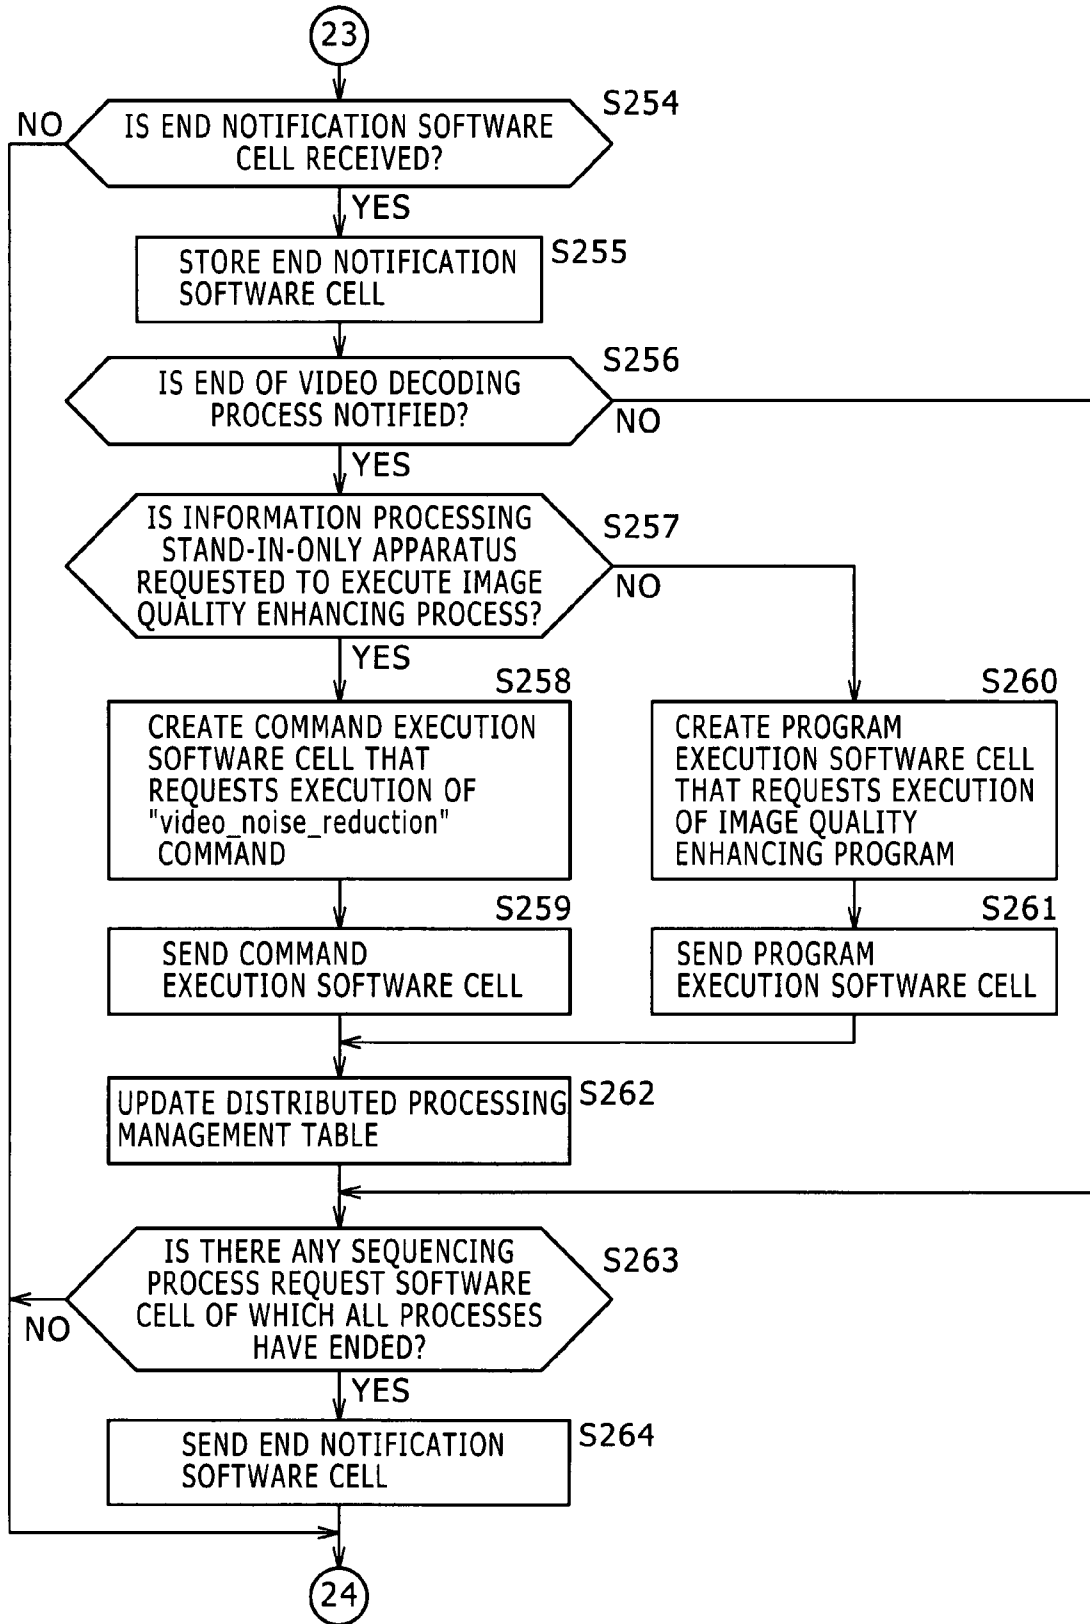 23
S254
NO
IS END NOTIFICATION SOFTWARE
CELL RECEIVED?
YES
S255
STORE END NOTIFICATION
SOFTWARE CELL
S256
IS END OF VIDEO DECODING
PROCESS NOTIFIED?
NO
YES
S257
IS INFORMATION PROCESSING
STAND-IN-ONLY APPARATUS
REQUESTED TO EXECUTE IMAGE
QUALITY ENHANCING PROCESS?
NO
YES
S258
CREATE COMMAND EXECUTION
SOFTWARE CELL THAT
REQUESTS EXECUTION OF
"video_noise_reduction"
COMMAND
S260
CREATE PROGRAM
EXECUTION SOFTWARE CELL
THAT REQUESTS EXECUTION
OF IMAGE QUALITY
ENHANCING PROGRAM
S259
SEND COMMAND
EXECUTION SOFTWARE CELL
S261
SEND PROGRAM
EXECUTION SOFTWARE CELL
S262
UPDATE DISTRIBUTED PROCESSING
MANAGEMENT TABLE
S263
IS THERE ANY SEQUENCING
PROCESS REQUEST SOFTWARE
CELL OF WHICH ALL PROCESSES
HAVE ENDED?
NO
YES
S264
SEND END NOTIFICATION
SOFTWARE CELL
24